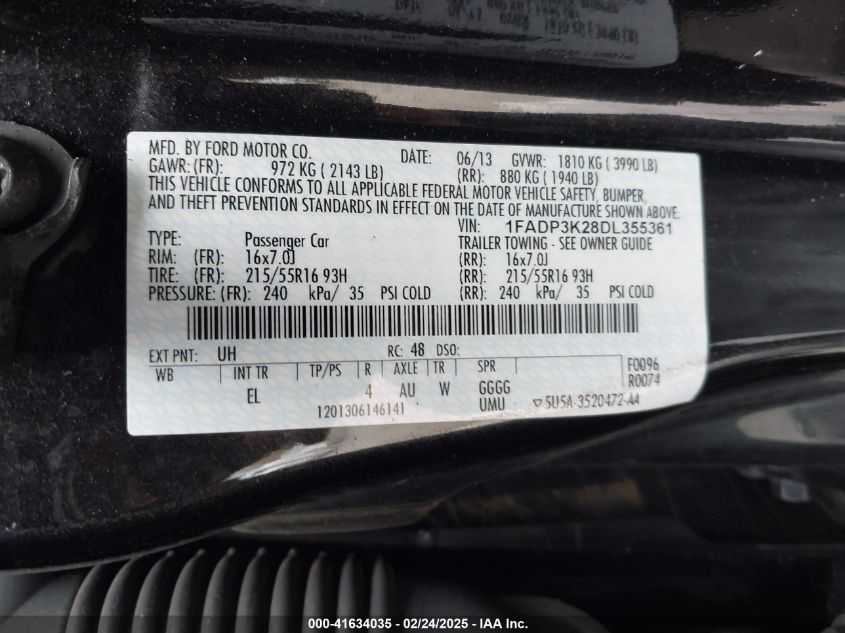 MFD. BY FORD MOTOR CO. DATE: 06/13 GVWR: 1810 KG ( 3990 LB)
GAWR: (FR): 972 KG ( 2143 LB) (RR): 880 KG ( 1940 LB)
THIS VEHICLE CONFORMS TO ALL APPLICABLE FEDERAL MOTOR VEHICLE SAFETY, BUMPER,
AND THEFT PREVENTION STANDARDS IN EFFECT ON THE DATE OF MANUFACTURE SHOWN ABOVE.
VIN: 1FADP3K28DL355361
TYPE: Passenger Car TRAILER TOWING - SEE OWNER GUIDE
RIM: (FR): 16x7.0J (RR): 16x7.0J
TIRE: (FR): 215/55R16 93H (RR): 215/55R16 93H
PRESSURE: (FR): 240 kPa/ 35 PSI COLD (RR): 240 kPa/ 35 PSI COLD
EXT PNT: UH RC: 48 DSO:
WB INT TR TP/PS R AXLE TR SPR F0096
R0074
EL 4 AU W GGGG
1201306146141 UMU ▽ 5U5A-3520472-AA
000-41634035 - 02/24/2025 - IAA Inc.